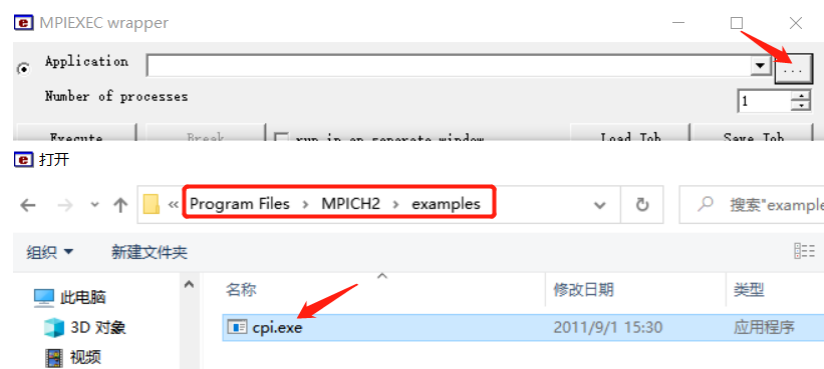 MPIEXEC wrapper
Application
...
Number of processes
1
Execute Break run in an separate window Load Job Save Job
打开
« Program Files › MPICH2 › examples
搜索"example
组织 新建文件夹
名称 修改日期 类型
此电脑
cpi.exe 2011/9/1 15:30 应用程序
3D 对象
视频